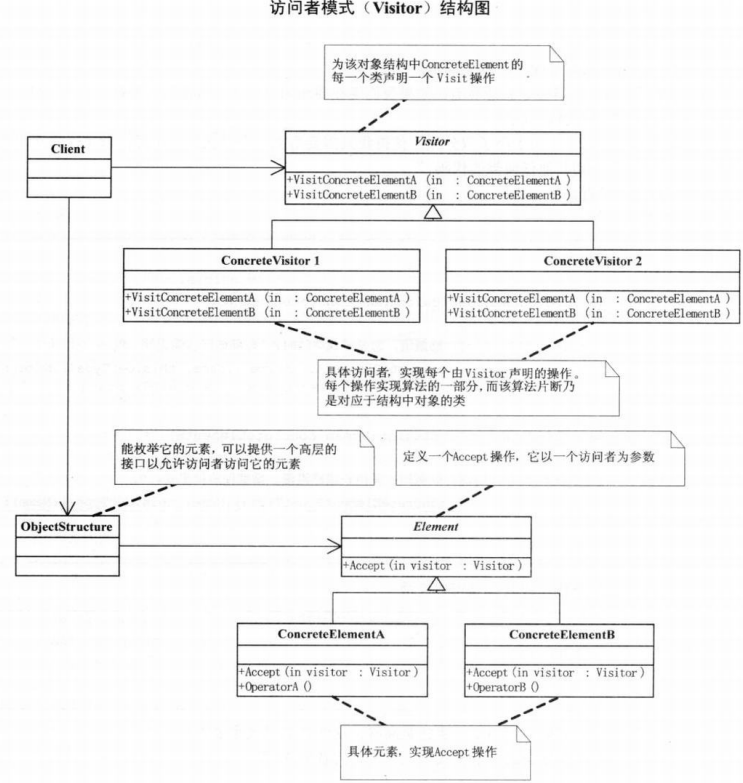 访问者模式（Visitor）结构图
为该对象结构中ConcreteElement的
每一个类声明一个 Visit 操作
Client
Visitor
+VisitConcreteElementA (in : ConcreteElementA )
+VisitConcreteElementB (in : ConcreteElementB )
ConcreteVisitor 1
+VisitConcreteElementA (in : ConcreteElementA )
+VisitConcreteElementB (in : ConcreteElementB )
ConcreteVisitor 2
+VisitConcreteElementA (in : ConcreteElementA )
+VisitConcreteElementB (in : ConcreteElementB )
具体访问者，实现每个由Visitor 声明的操作。
每个操作实现算法的一部分，而该算法片断乃
是对应于结构中对象的类
能枚举它的元素，可以提供一个高层的
接口以允许访问者访问它的元素
定义一个Accept 操作，它以一个访问者为参数
ObjectStructure
Element
+Accept (in visitor : Visitor)
ConcreteElementA
+Accept (in visitor : Visitor)
+OperatorA ()
ConcreteElementB
+Accept (in visitor : Visitor)
+OperatorB ()
具体元素，实现Accept 操作